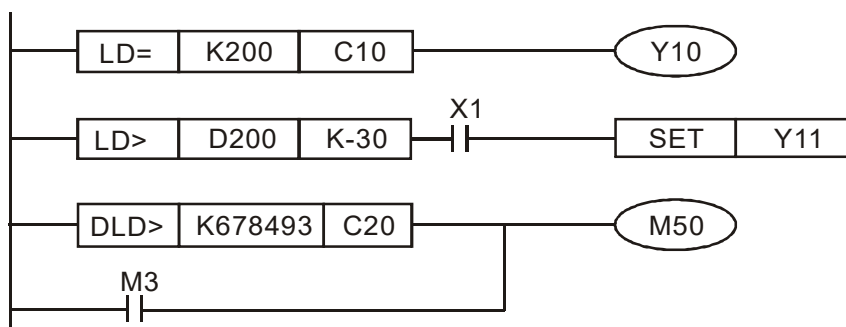 LD= K200 C10 Y10
X1
LD> D200 K-30 SET Y11
DLD> K678493 C20 M50
M3